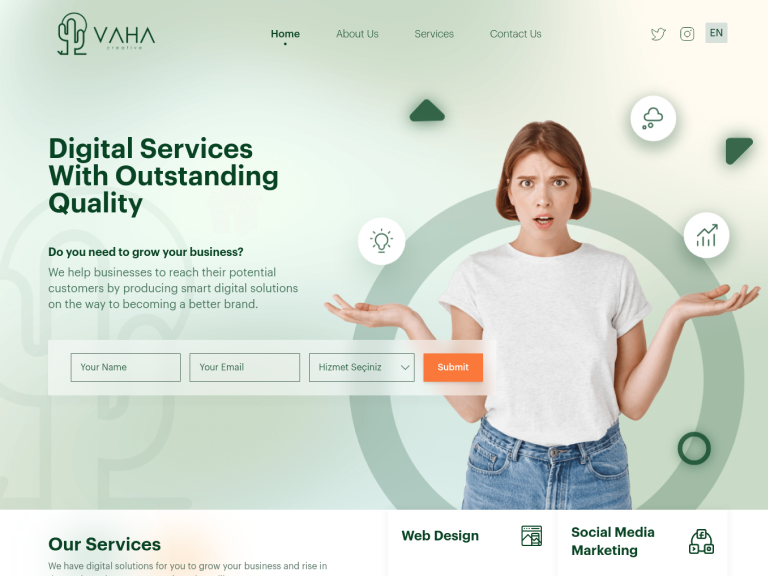 VAHA
creative
Home
About Us
Services
Contact Us
EN
Digital Services
With Outstanding
Quality
Do you need to grow your business?
We help businesses to reach their potential
customers by producing smart digital solutions
on the way to becoming a better brand.
Your Name
Your Email
Hizmet Seçiniz
Submit
Our Services
We have digital solutions for you to grow your business and rise in
Web Design
Social Media
Marketing